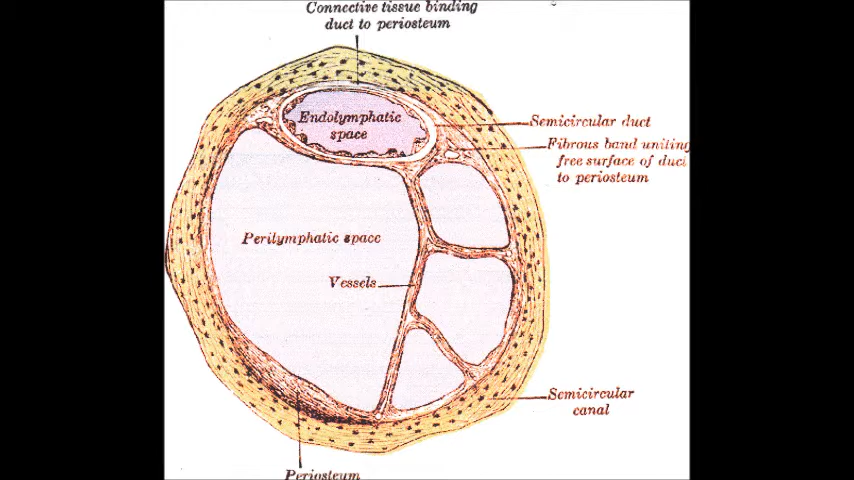 Connective tissue binding
duct to periosteum
Endolymphatic
space
Semicircular duct
Fibrous band uniting
free surface of duct
to periosteum
Perilymphatic space
Vessels
Semicircular
canal
Periosteum